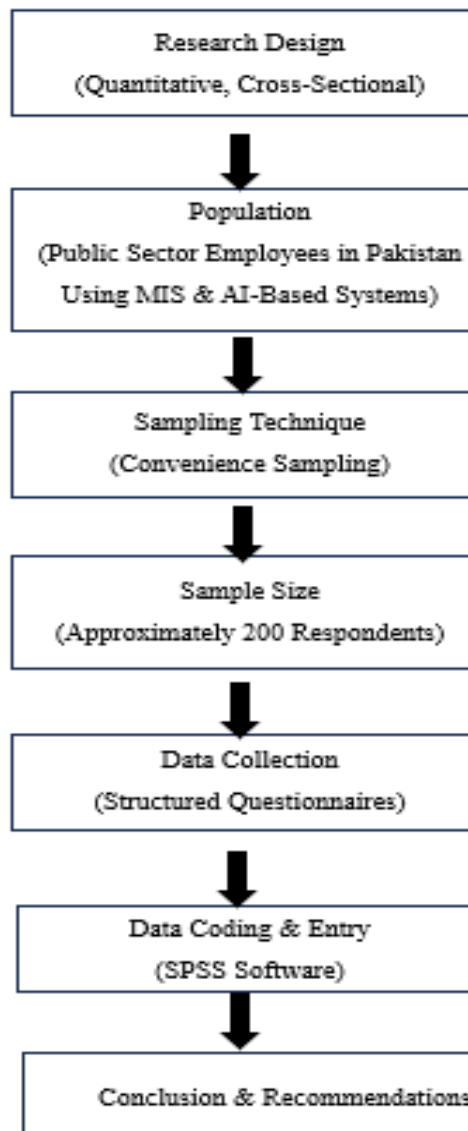 Research Design
(Quantitative, Cross-Sectional)
Population
(Public Sector Employees in Pakistan
Using MIS & AI-Based Systems)
Sampling Technique
(Convenience Sampling)
Sample Size
(Approximately 200 Respondents)
Data Collection
(Structured Questionnaires)
Data Coding & Entry
(SPSS Software)
Conclusion & Recommendations